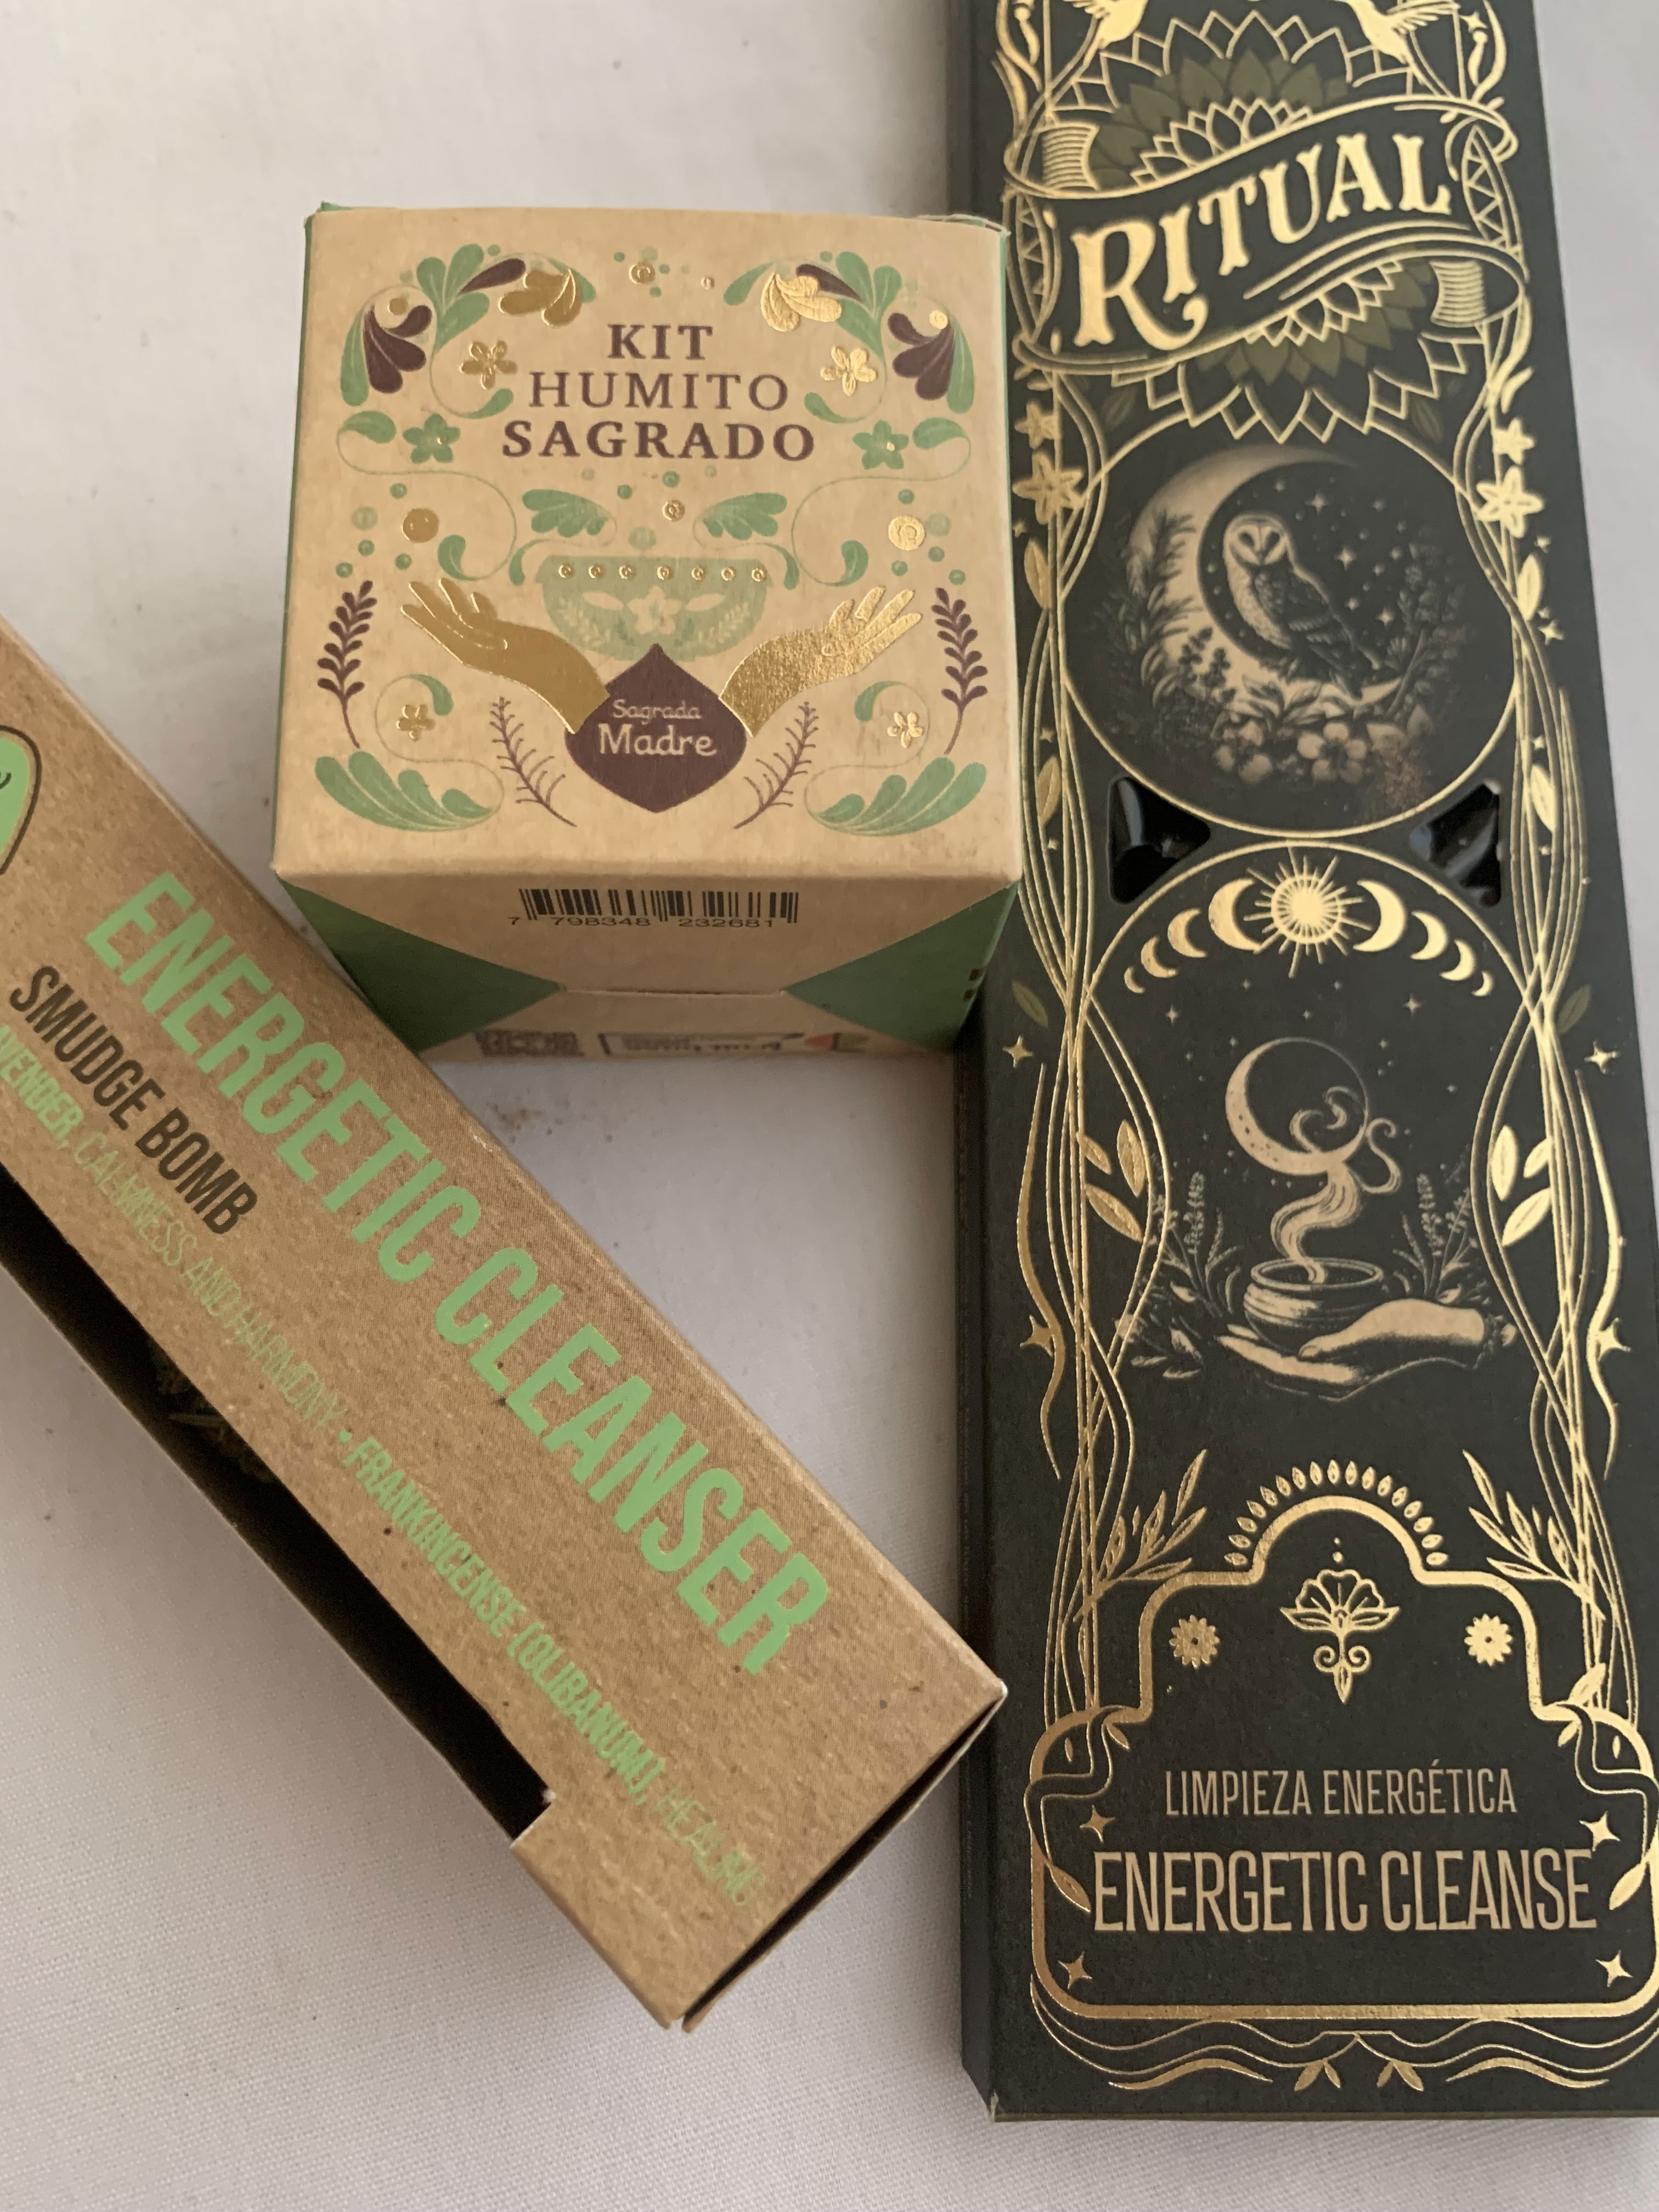 RITUAL
KIT
HUMITO
SAGRADO
Sagrada
Madre
7 798348 232681
ENERGETIC CLEANSER
SMUDGE BOMB
CALMNESS AND HARMONY • FRANKINCENSE (OLIBANUM), HEALING
LIMPIEZA ENERGÉTICA
ENERGETIC CLEANSE